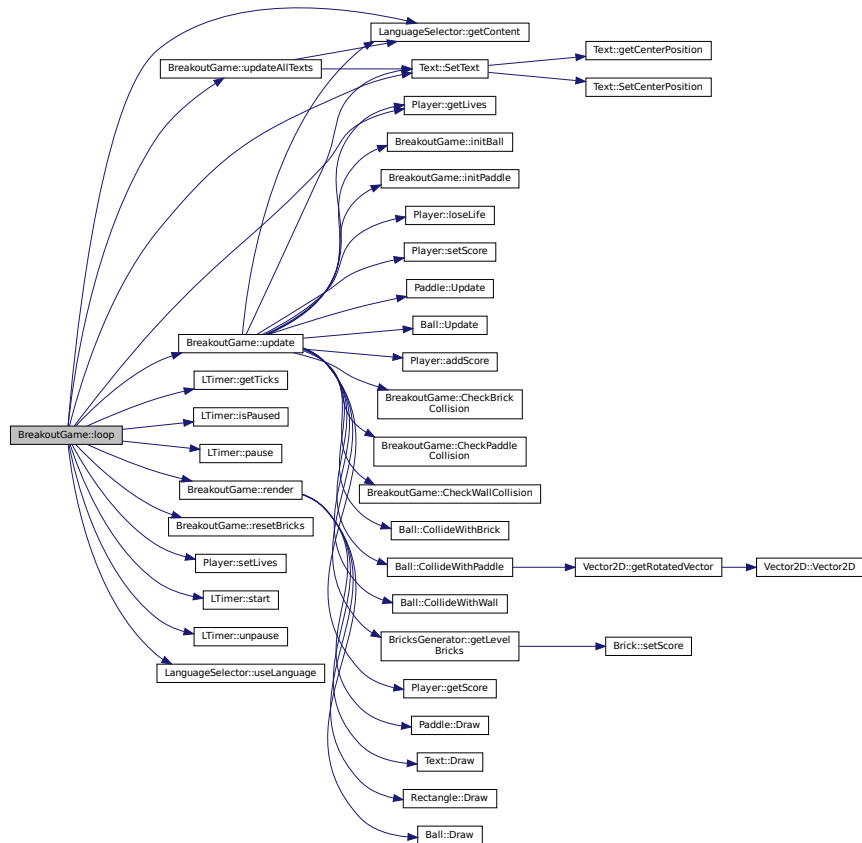 LanguageSelector::getContent
Text::getCenterPosition
BreakoutGame::updateAllTexts
Text::SetText
Text::SetCenterPosition
Player::getLives
BreakoutGame::initBall
BreakoutGame::initPaddle
Player::loseLife
Player::setScore
Paddle::Update
Ball::Update
BreakoutGame::update
Player::addScore
LTimer::getTicks
BreakoutGame::CheckBrick
Collision
LTimer::isPaused
BreakoutGame::loop
BreakoutGame::CheckPaddle
Collision
LTimer::pause
BreakoutGame::render
BreakoutGame::CheckWallCollision
BreakoutGame::resetBricks
Ball::CollideWithBrick
Player::setLives
Ball::CollideWithPaddle
Vector2D::getRotatedVector
Vector2D::Vector2D
LTimer::start
Ball::CollideWithWall
LTimer::unpause
BricksGenerator::getLevel
Bricks
Brick::setScore
LanguageSelector::useLanguage
Player::getScore
Paddle::Draw
Text::Draw
Rectangle::Draw
Ball::Draw